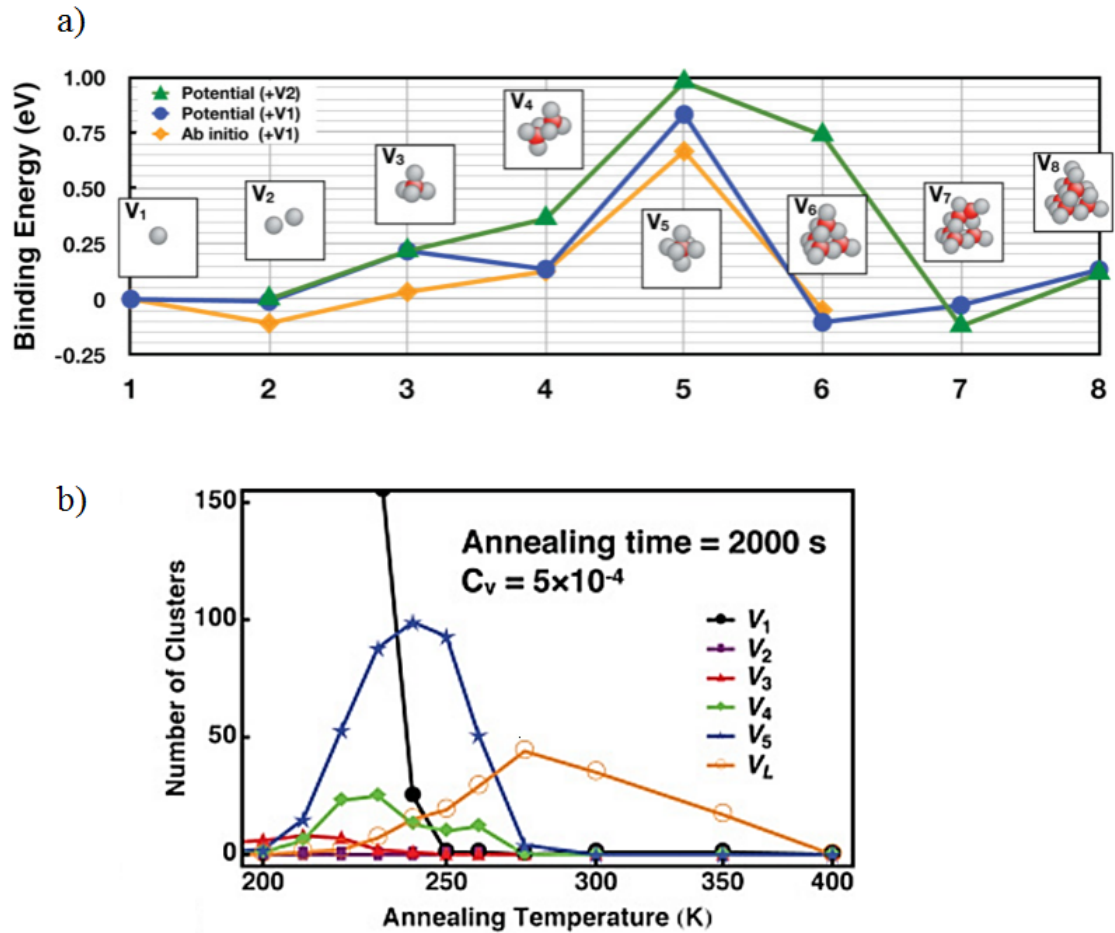 a)
Binding Energy (eV)
1.00
0.75
0.50
0.25
0
-0.25
Potential (+V2)
Potential (+V1)
Ab initio (+V1)
V1
V2
V3
V4
V5
V6
V7
V8
1 2 3 4 5 6 7 8
b)
Number of Clusters
150
100
50
0
Annealing time = 2000 s
Cv = 5×10⁻⁴
V1
V2
V3
V4
V5
VL
200 250 300 350 400
Annealing Temperature (K)